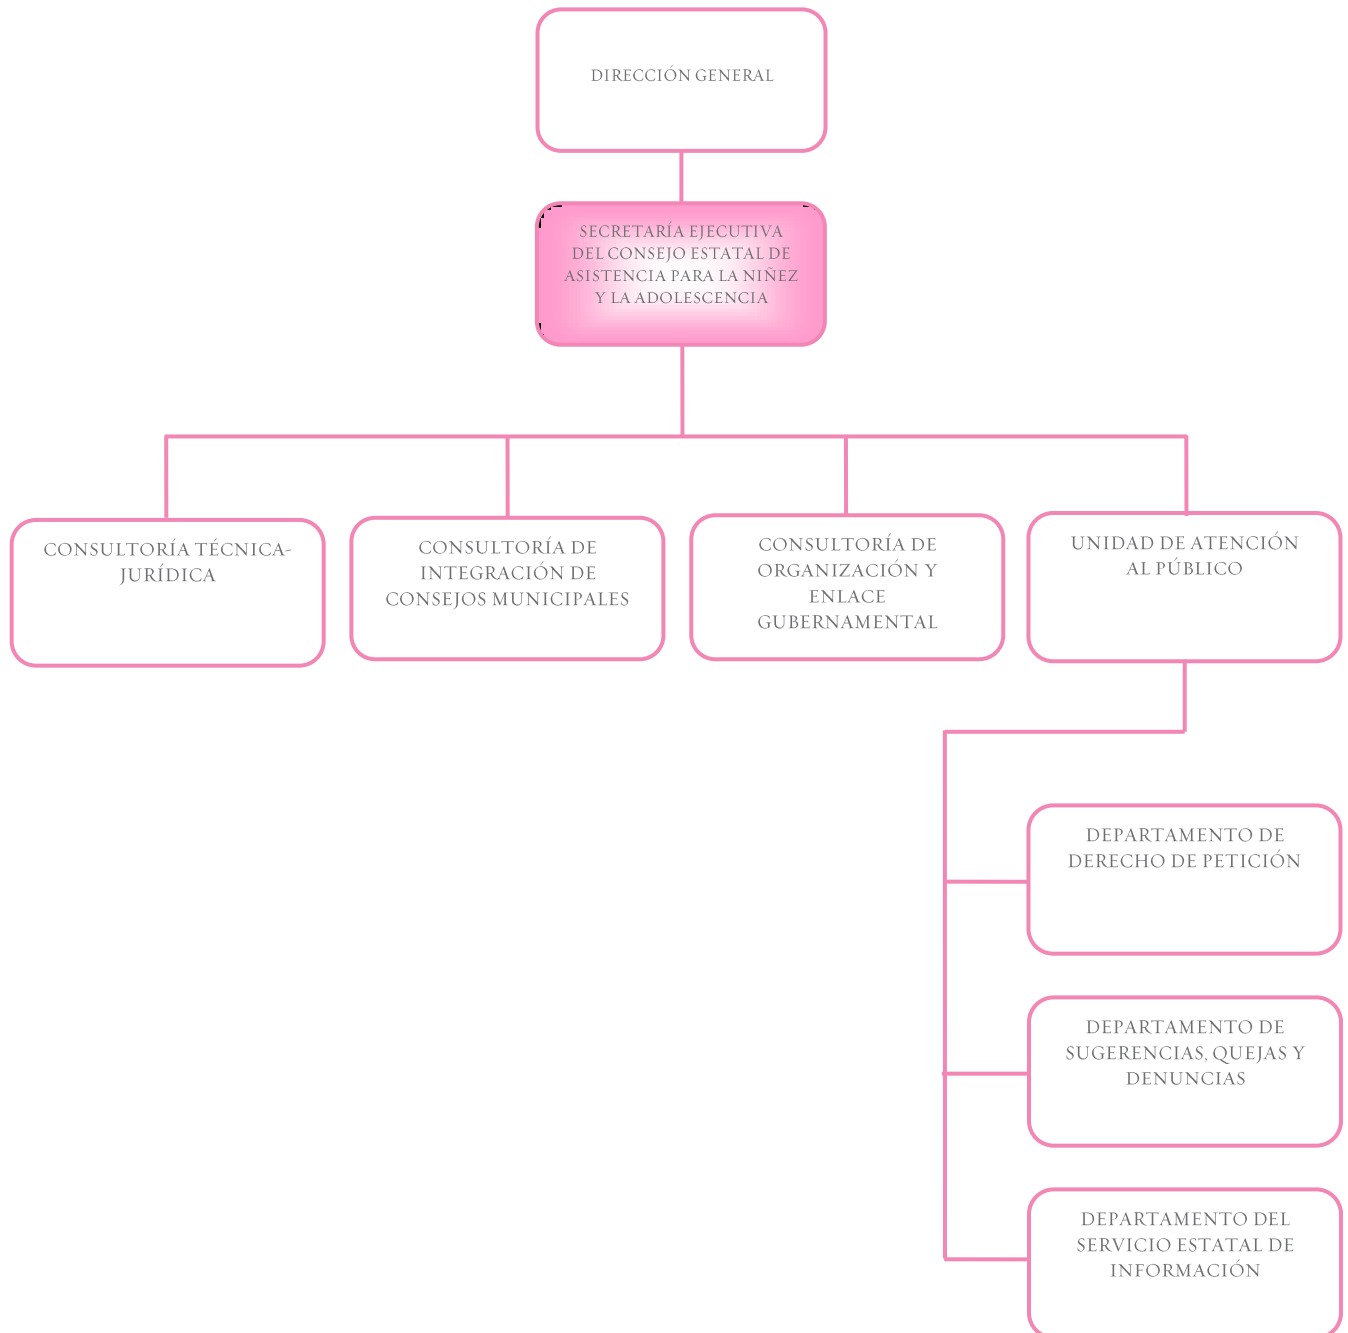 DIRECCIÓN GENERAL
SECRETARÍA EJECUTIVA
DEL CONSEJO ESTATAL DE
ASISTENCIA PARA LA NIÑEZ
Y LA ADOLESCENCIA
CONSULTORÍA TÉCNICA-
JURÍDICA
CONSULTORÍA DE
INTEGRACIÓN DE
CONSEJOS MUNICIPALES
CONSULTORÍA DE
ORGANIZACIÓN Y
ENLACE
GUBERNAMENTAL
UNIDAD DE ATENCIÓN
AL PÚBLICO
DEPARTAMENTO DE
DERECHO DE PETICIÓN
DEPARTAMENTO DE
SUGERENCIAS, QUEJAS Y
DENUNCIAS
DEPARTAMENTO DEL
SERVICIO ESTATAL DE
INFORMACIÓN